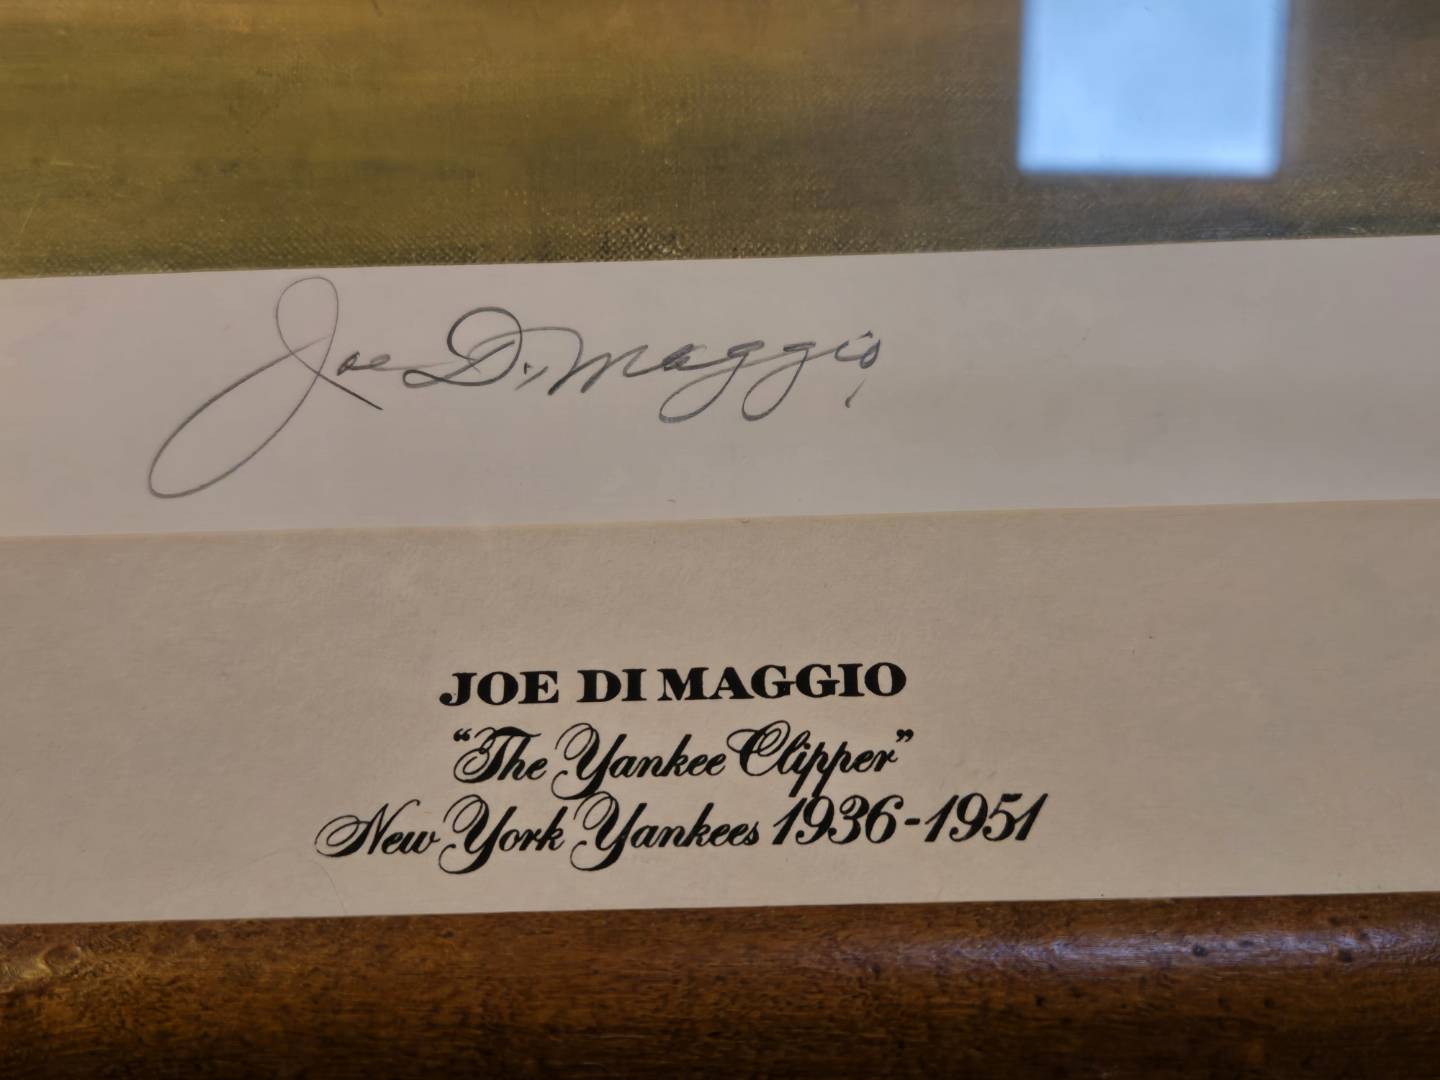 Joe DiMaggio
JOE DI MAGGIO
“The Yankee Clipper”
New York Yankees 1936-1951